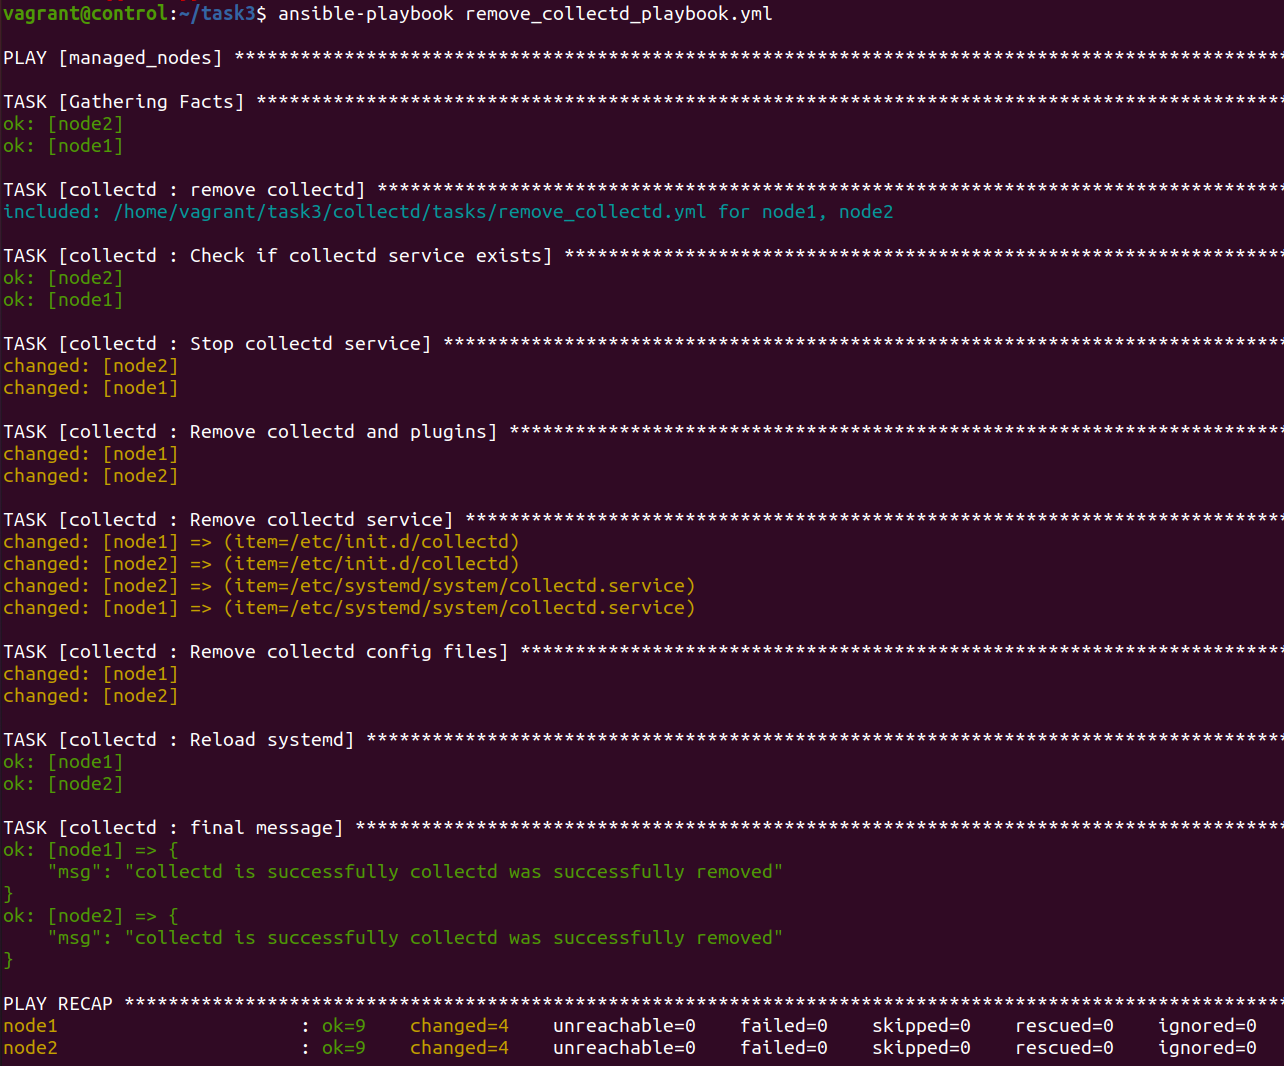 vagrant@control:~/task3$ ansible-playbook remove_collectd_playbook.yml
PLAY [managed_nodes] ************************************************************************************************
TASK [Gathering Facts] **********************************************************************************************
ok: [node2]
ok: [node1]
TASK [collectd : remove collectd] ***********************************************************************************
included: /home/vagrant/task3/collectd/tasks/remove_collectd.yml for node1, node2
TASK [collectd : Check if collectd service exists] ******************************************************************
ok: [node2]
ok: [node1]
TASK [collectd : Stop collectd service] *****************************************************************************
changed: [node2]
changed: [node1]
TASK [collectd : Remove collectd and plugins] ***********************************************************************
changed: [node1]
changed: [node2]
TASK [collectd : Remove collectd service] ***************************************************************************
changed: [node1] => (item=/etc/init.d/collectd)
changed: [node2] => (item=/etc/init.d/collectd)
changed: [node2] => (item=/etc/systemd/system/collectd.service)
changed: [node1] => (item=/etc/systemd/system/collectd.service)
TASK [collectd : Remove collectd config files] **********************************************************************
changed: [node1]
changed: [node2]
TASK [collectd : Reload systemd] ************************************************************************************
ok: [node1]
ok: [node2]
TASK [collectd : final message] *************************************************************************************
ok: [node1] => {
    "msg": "collectd is successfully collectd was successfully removed"
}
ok: [node2] => {
    "msg": "collectd is successfully collectd was successfully removed"
}
PLAY RECAP **********************************************************************************************************
node1                      : ok=9    changed=4    unreachable=0    failed=0    skipped=0    rescued=0    ignored=0
node2                      : ok=9    changed=4    unreachable=0    failed=0    skipped=0    rescued=0    ignored=0